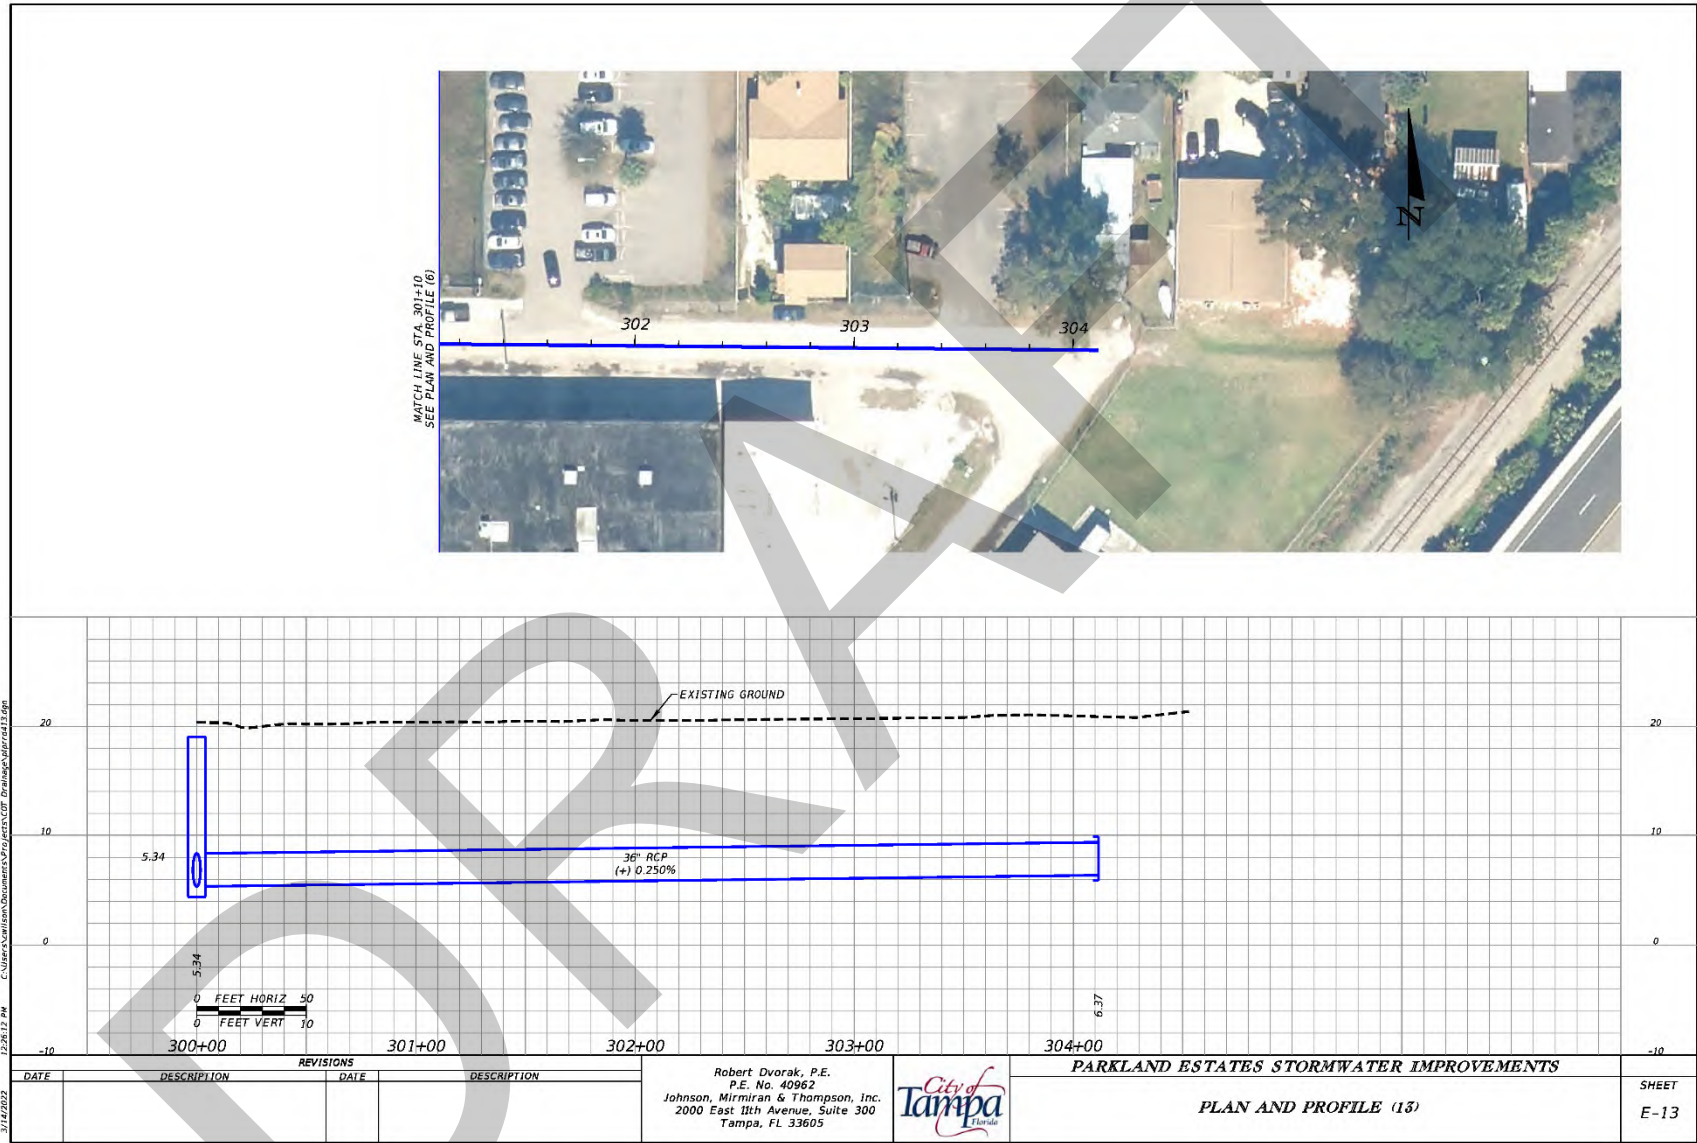 DRAFT
MATCH LINE STA. 301+10
SEE PLAN AND PROFILE (6)
302
303
304
N
EXISTING GROUND
20
20
10
10
5.34
36" RCP
(+) 0.250%
0
0
5.34
6.37
0 FEET HORIZ 50
0 FEET VERT 10
-10
-10
300+00
301+00
302+00
303+00
304+00
REVISIONS
DATE
DESCRIPTION
DATE
DESCRIPTION
Robert Dvorak, P.E.
P.E. No. 40962
Johnson, Mirmiran & Thompson, Inc.
2000 East 11th Avenue, Suite 300
Tampa, FL 33605
City of
Tampa
Florida
PARKLAND ESTATES STORMWATER IMPROVEMENTS
PLAN AND PROFILE (13)
SHEET
E-13
3/14/2022
12:26:12 PM